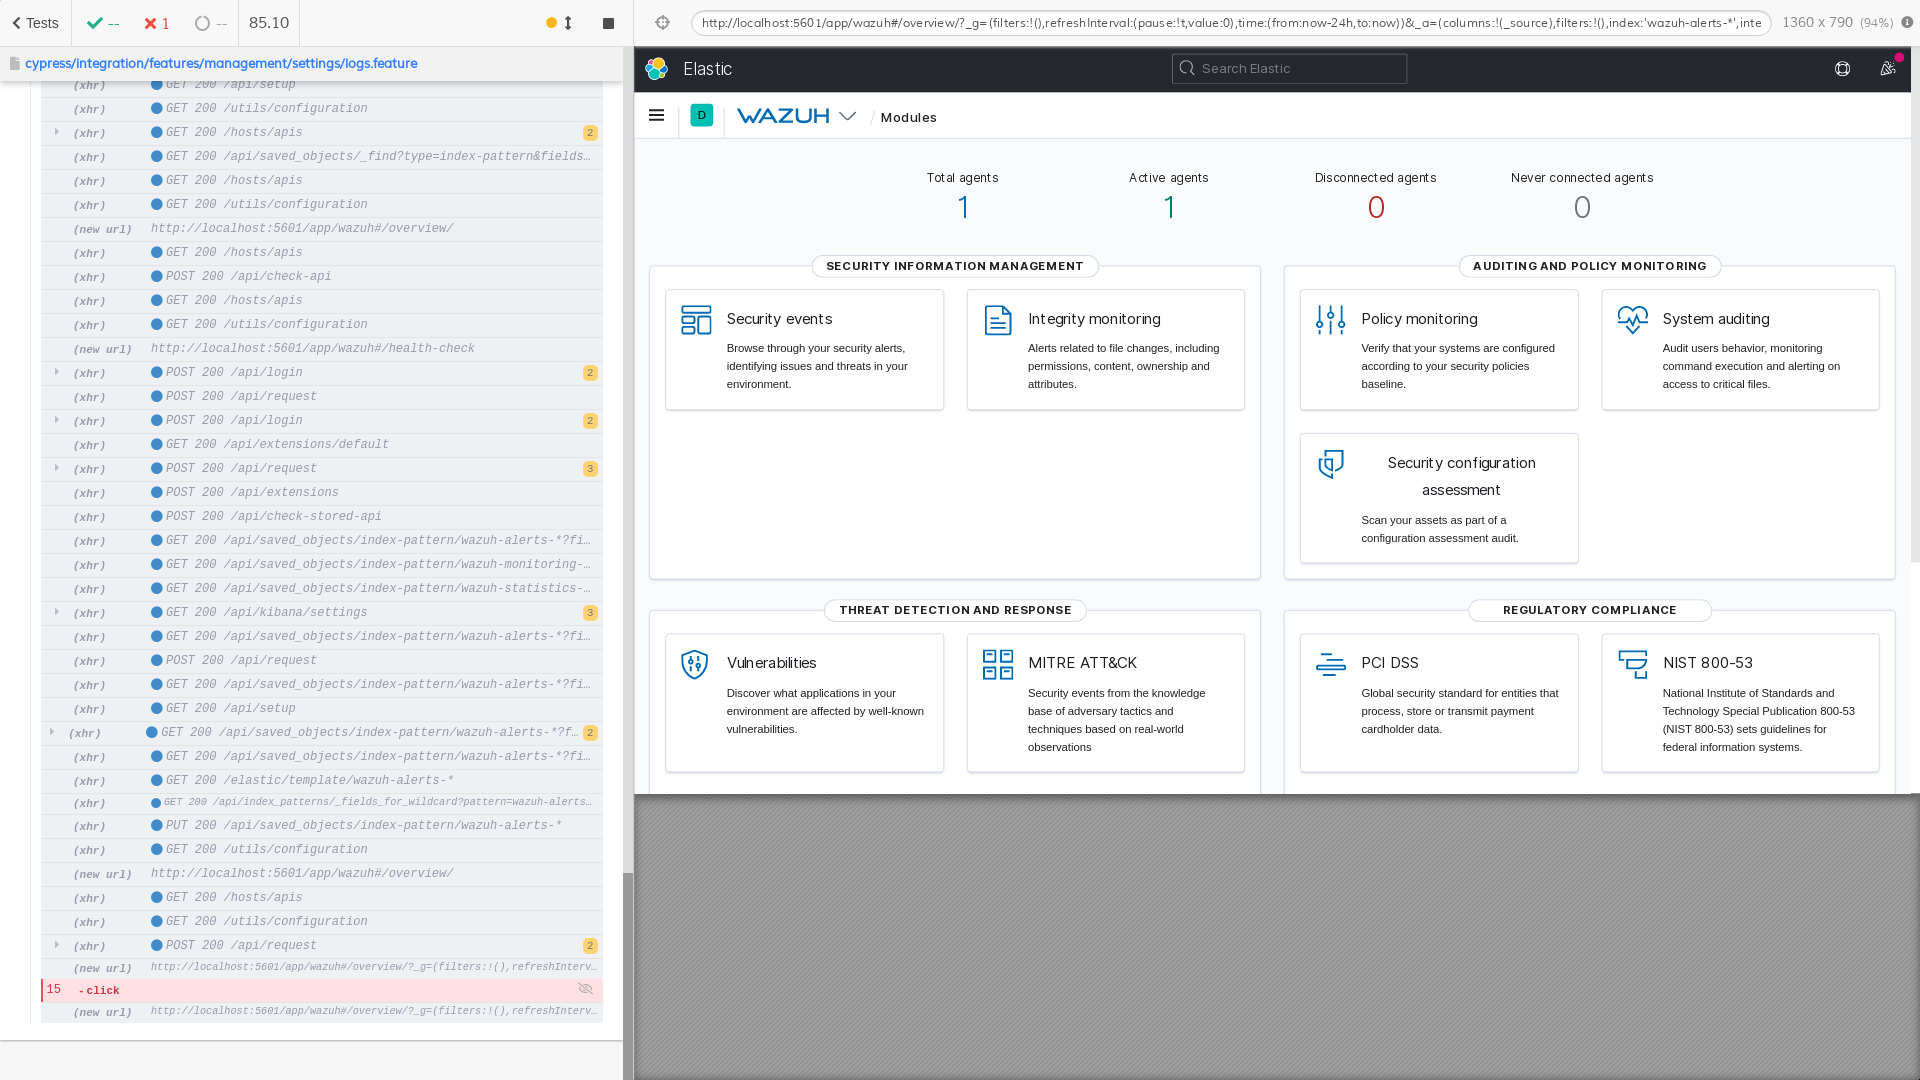 Tests
--
1
--
85.10
cypress/integration/features/management/settings/logs.feature
(xhr) GET 200 /api/setup
(xhr) GET 200 /utils/configuration
(xhr) GET 200 /hosts/apis 2
(xhr) GET 200 /api/saved_objects/_find?type=index-pattern&fields…
(xhr) GET 200 /hosts/apis
(xhr) GET 200 /utils/configuration
(new url) http://localhost:5601/app/wazuh#/overview/
(xhr) GET 200 /hosts/apis
(xhr) POST 200 /api/check-api
(xhr) GET 200 /hosts/apis
(xhr) GET 200 /utils/configuration
(new url) http://localhost:5601/app/wazuh#/health-check
(xhr) POST 200 /api/login 2
(xhr) POST 200 /api/request
(xhr) POST 200 /api/login 2
(xhr) GET 200 /api/extensions/default
(xhr) POST 200 /api/request 3
(xhr) POST 200 /api/extensions
(xhr) POST 200 /api/check-stored-api
(xhr) GET 200 /api/saved_objects/index-pattern/wazuh-alerts-*?fi…
(xhr) GET 200 /api/saved_objects/index-pattern/wazuh-monitoring-…
(xhr) GET 200 /api/saved_objects/index-pattern/wazuh-statistics-…
(xhr) GET 200 /api/kibana/settings 3
(xhr) GET 200 /api/saved_objects/index-pattern/wazuh-alerts-*?fi…
(xhr) POST 200 /api/request
(xhr) GET 200 /api/saved_objects/index-pattern/wazuh-alerts-*?fi…
(xhr) GET 200 /api/setup
(xhr) GET 200 /api/saved_objects/index-pattern/wazuh-alerts-*?f… 2
(xhr) GET 200 /api/saved_objects/index-pattern/wazuh-alerts-*?fi…
(xhr) GET 200 /elastic/template/wazuh-alerts-*
(xhr) GET 200 /api/index_patterns/_fields_for_wildcard?pattern=wazuh-alerts…
(xhr) PUT 200 /api/saved_objects/index-pattern/wazuh-alerts-*
(xhr) GET 200 /utils/configuration
(new url) http://localhost:5601/app/wazuh#/overview/
(xhr) GET 200 /hosts/apis
(xhr) GET 200 /utils/configuration
(xhr) POST 200 /api/request 2
(new url) http://localhost:5601/app/wazuh#/overview/?_g=(filters:!(),refreshInterv…
15 - click
(new url) http://localhost:5601/app/wazuh#/overview/?_g=(filters:!(),refreshInterv…
http://localhost:5601/app/wazuh#/overview/?_g=(filters:!(),refreshInterval:(pause:!t,value:0),time:(from:now-24h,to:now))&_a=(columns:!(_source),filters:!(),index:'wazuh-alerts-*',inte
1360 x 790 (94%)
Elastic
Search Elastic
D
WAZUH
/ Modules
Total agents
1
Active agents
1
Disconnected agents
0
Never connected agents
0
SECURITY INFORMATION MANAGEMENT
Security events
Browse through your security alerts,
identifying issues and threats in your
environment.
Integrity monitoring
Alerts related to file changes, including
permissions, content, ownership and
attributes.
AUDITING AND POLICY MONITORING
Policy monitoring
Verify that your systems are configured
according to your security policies
baseline.
System auditing
Audit users behavior, monitoring
command execution and alerting on
access to critical files.
Security configuration
assessment
Scan your assets as part of a
configuration assessment audit.
THREAT DETECTION AND RESPONSE
Vulnerabilities
Discover what applications in your
environment are affected by well-known
vulnerabilities.
MITRE ATT&CK
Security events from the knowledge
base of adversary tactics and
techniques based on real-world
observations
REGULATORY COMPLIANCE
PCI DSS
Global security standard for entities that
process, store or transmit payment
cardholder data.
NIST 800-53
National Institute of Standards and
Technology Special Publication 800-53
(NIST 800-53) sets guidelines for
federal information systems.